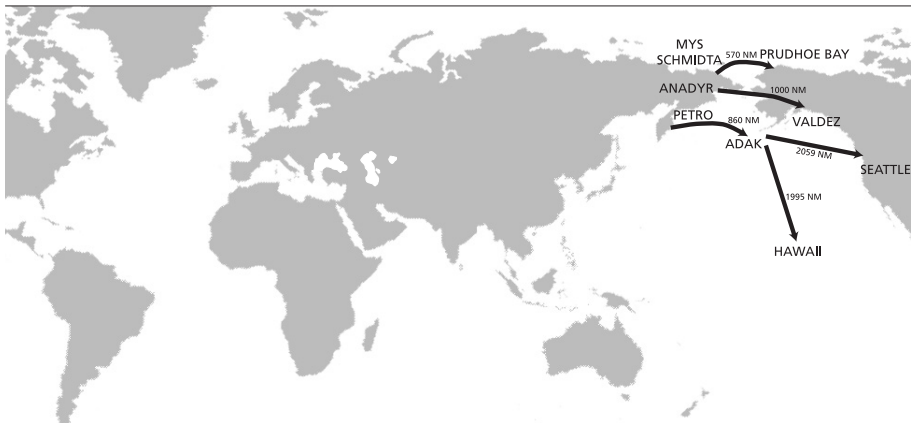 MYS
SCHMIDTA
570 NM
PRUDHOE BAY
ANADYR
1000 NM
VALDEZ
PETRO
860 NM
ADAK
2059 NM
SEATTLE
1995 NM
HAWAII